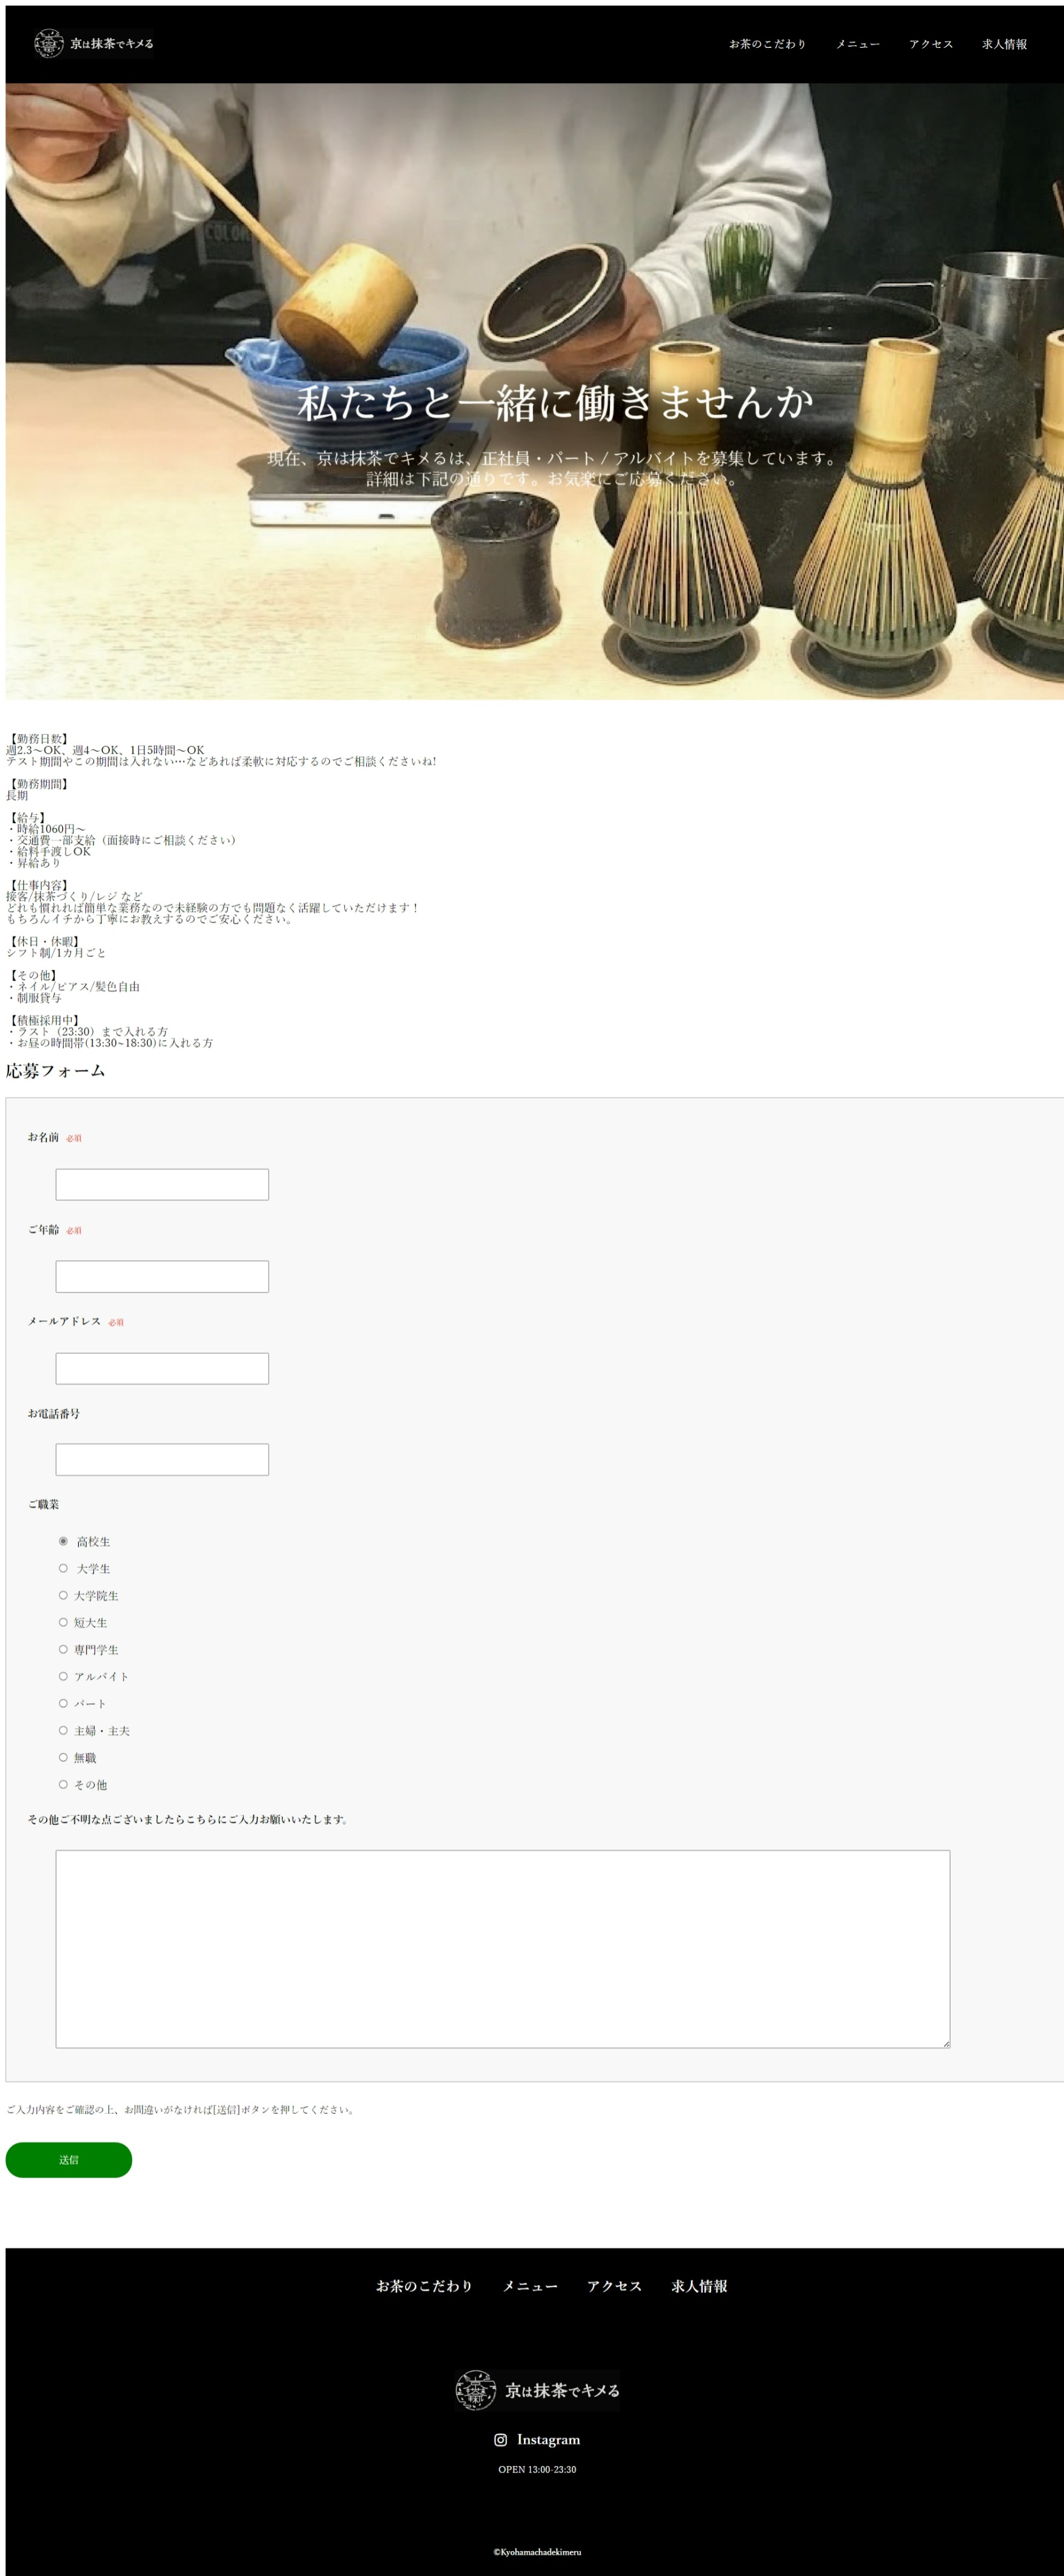 京は抹茶でキメる
お茶のこだわり メニュー アクセス 求人情報
COLOR
私たちと一緒に働きませんか
現在、京は抹茶でキメるは、正社員・パート / アルバイトを募集しています。
詳細は下記の通りです。お気楽にご応募ください。
【勤務日数】
週2.3〜OK、週4〜OK、1日5時間〜OK
テスト期間やこの期間は入れない…などあれば柔軟に対応するのでご相談くださいね!
【勤務期間】
長期
【給与】
・時給1060円〜
・交通費一部支給（面接時にご相談ください）
・給料手渡しOK
・昇給あり
【仕事内容】
接客/抹茶づくり/レジ など
どれも慣れれば簡単な業務なので未経験の方でも問題なく活躍していただけます！
もちろんイチから丁寧にお教えするのでご安心ください。
【休日・休暇】
シフト制/1カ月ごと
【その他】
・ネイル/ピアス/髪色自由
・制服貸与
【積極採用中】
・ラスト（23:30）まで入れる方
・お昼の時間帯(13:30~18:30)に入れる方
応募フォーム
お名前 必須
ご年齢 必須
メールアドレス 必須
お電話番号
ご職業
高校生
大学生
大学院生
短大生
専門学生
アルバイト
パート
主婦・主夫
無職
その他
その他ご不明な点ございましたらこちらにご入力お願いいたします。
ご入力内容をご確認の上、お間違いがなければ[送信]ボタンを押してください。
送信
お茶のこだわり メニュー アクセス 求人情報
京は抹茶でキメる
Instagram
OPEN 13:00-23:30
©Kyohamachadekimeru